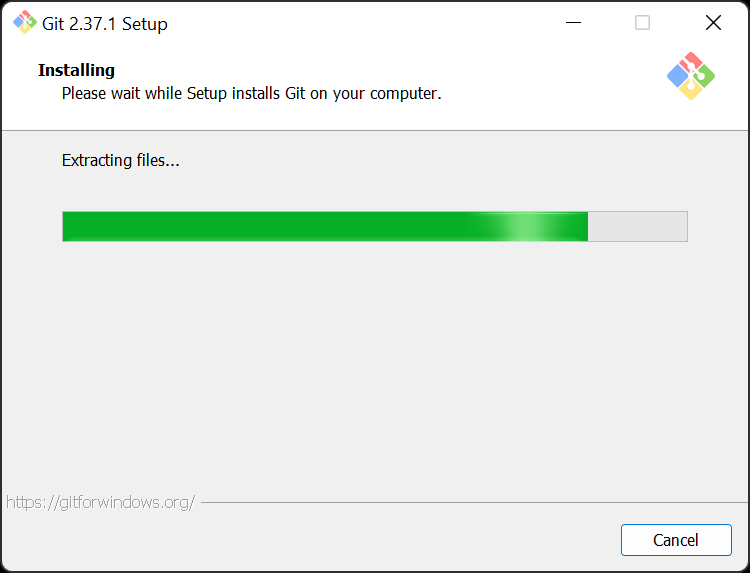 Git 2.37.1 Setup
Installing
Please wait while Setup installs Git on your computer.
Extracting files...
https://gitforwindows.org/
Cancel